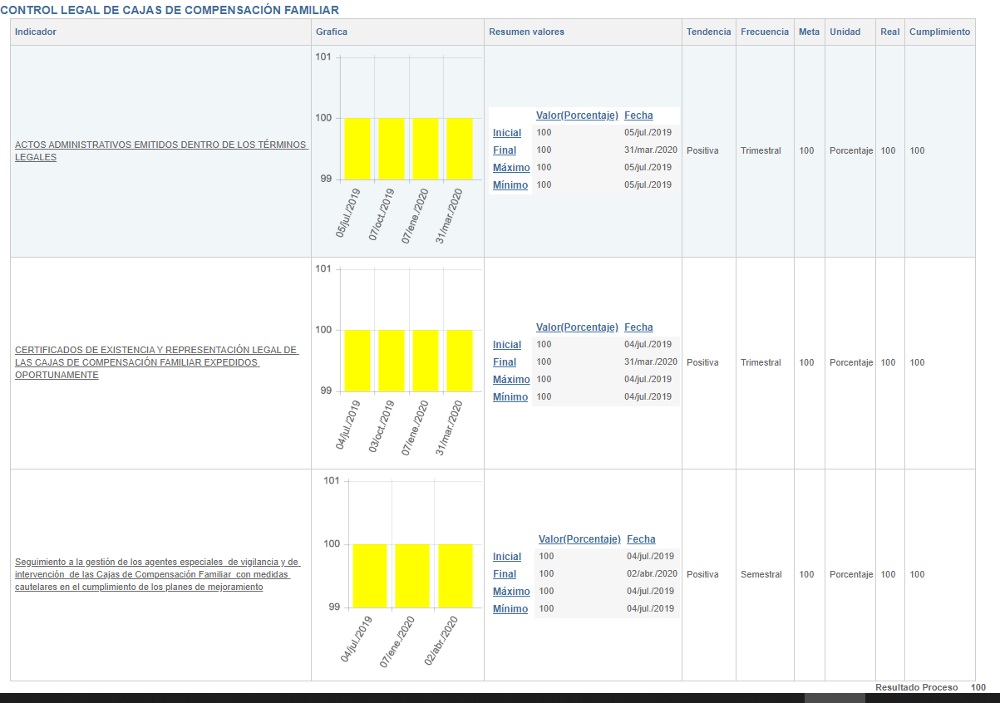 CONTROL LEGAL DE CAJAS DE COMPENSACIÓN FAMILIAR
Indicador Grafica Resumen valores Tendencia Frecuencia Meta Unidad Real Cumplimiento
ACTOS ADMINISTRATIVOS EMITIDOS DENTRO DE LOS TÉRMINOS
LEGALES
101
100
99
05/jul./2019 07/oct./2019 07/ene./2020 31/mar./2020
Valor(Porcentaje) Fecha
Inicial 100 05/jul./2019
Final 100 31/mar./2020
Máximo 100 05/jul./2019
Mínimo 100 05/jul./2019
Positiva Trimestral 100 Porcentaje 100 100
CERTIFICADOS DE EXISTENCIA Y REPRESENTACIÓN LEGAL DE
LAS CAJAS DE COMPENSACIÓN FAMILIAR EXPEDIDOS
OPORTUNAMENTE
101
100
99
04/jul./2019 03/oct./2019 07/ene./2020 31/mar./2020
Valor(Porcentaje) Fecha
Inicial 100 04/jul./2019
Final 100 31/mar./2020
Máximo 100 04/jul./2019
Mínimo 100 04/jul./2019
Positiva Trimestral 100 Porcentaje 100 100
Seguimiento a la gestión de los agentes especiales de vigilancia y de
intervención de las Cajas de Compensación Familiar con medidas
cautelares en el cumplimiento de los planes de mejoramiento
101
100
99
04/jul./2019 07/ene./2020 02/abr./2020
Valor(Porcentaje) Fecha
Inicial 100 04/jul./2019
Final 100 02/abr./2020
Máximo 100 04/jul./2019
Mínimo 100 04/jul./2019
Positiva Semestral 100 Porcentaje 100 100
Resultado Proceso 100